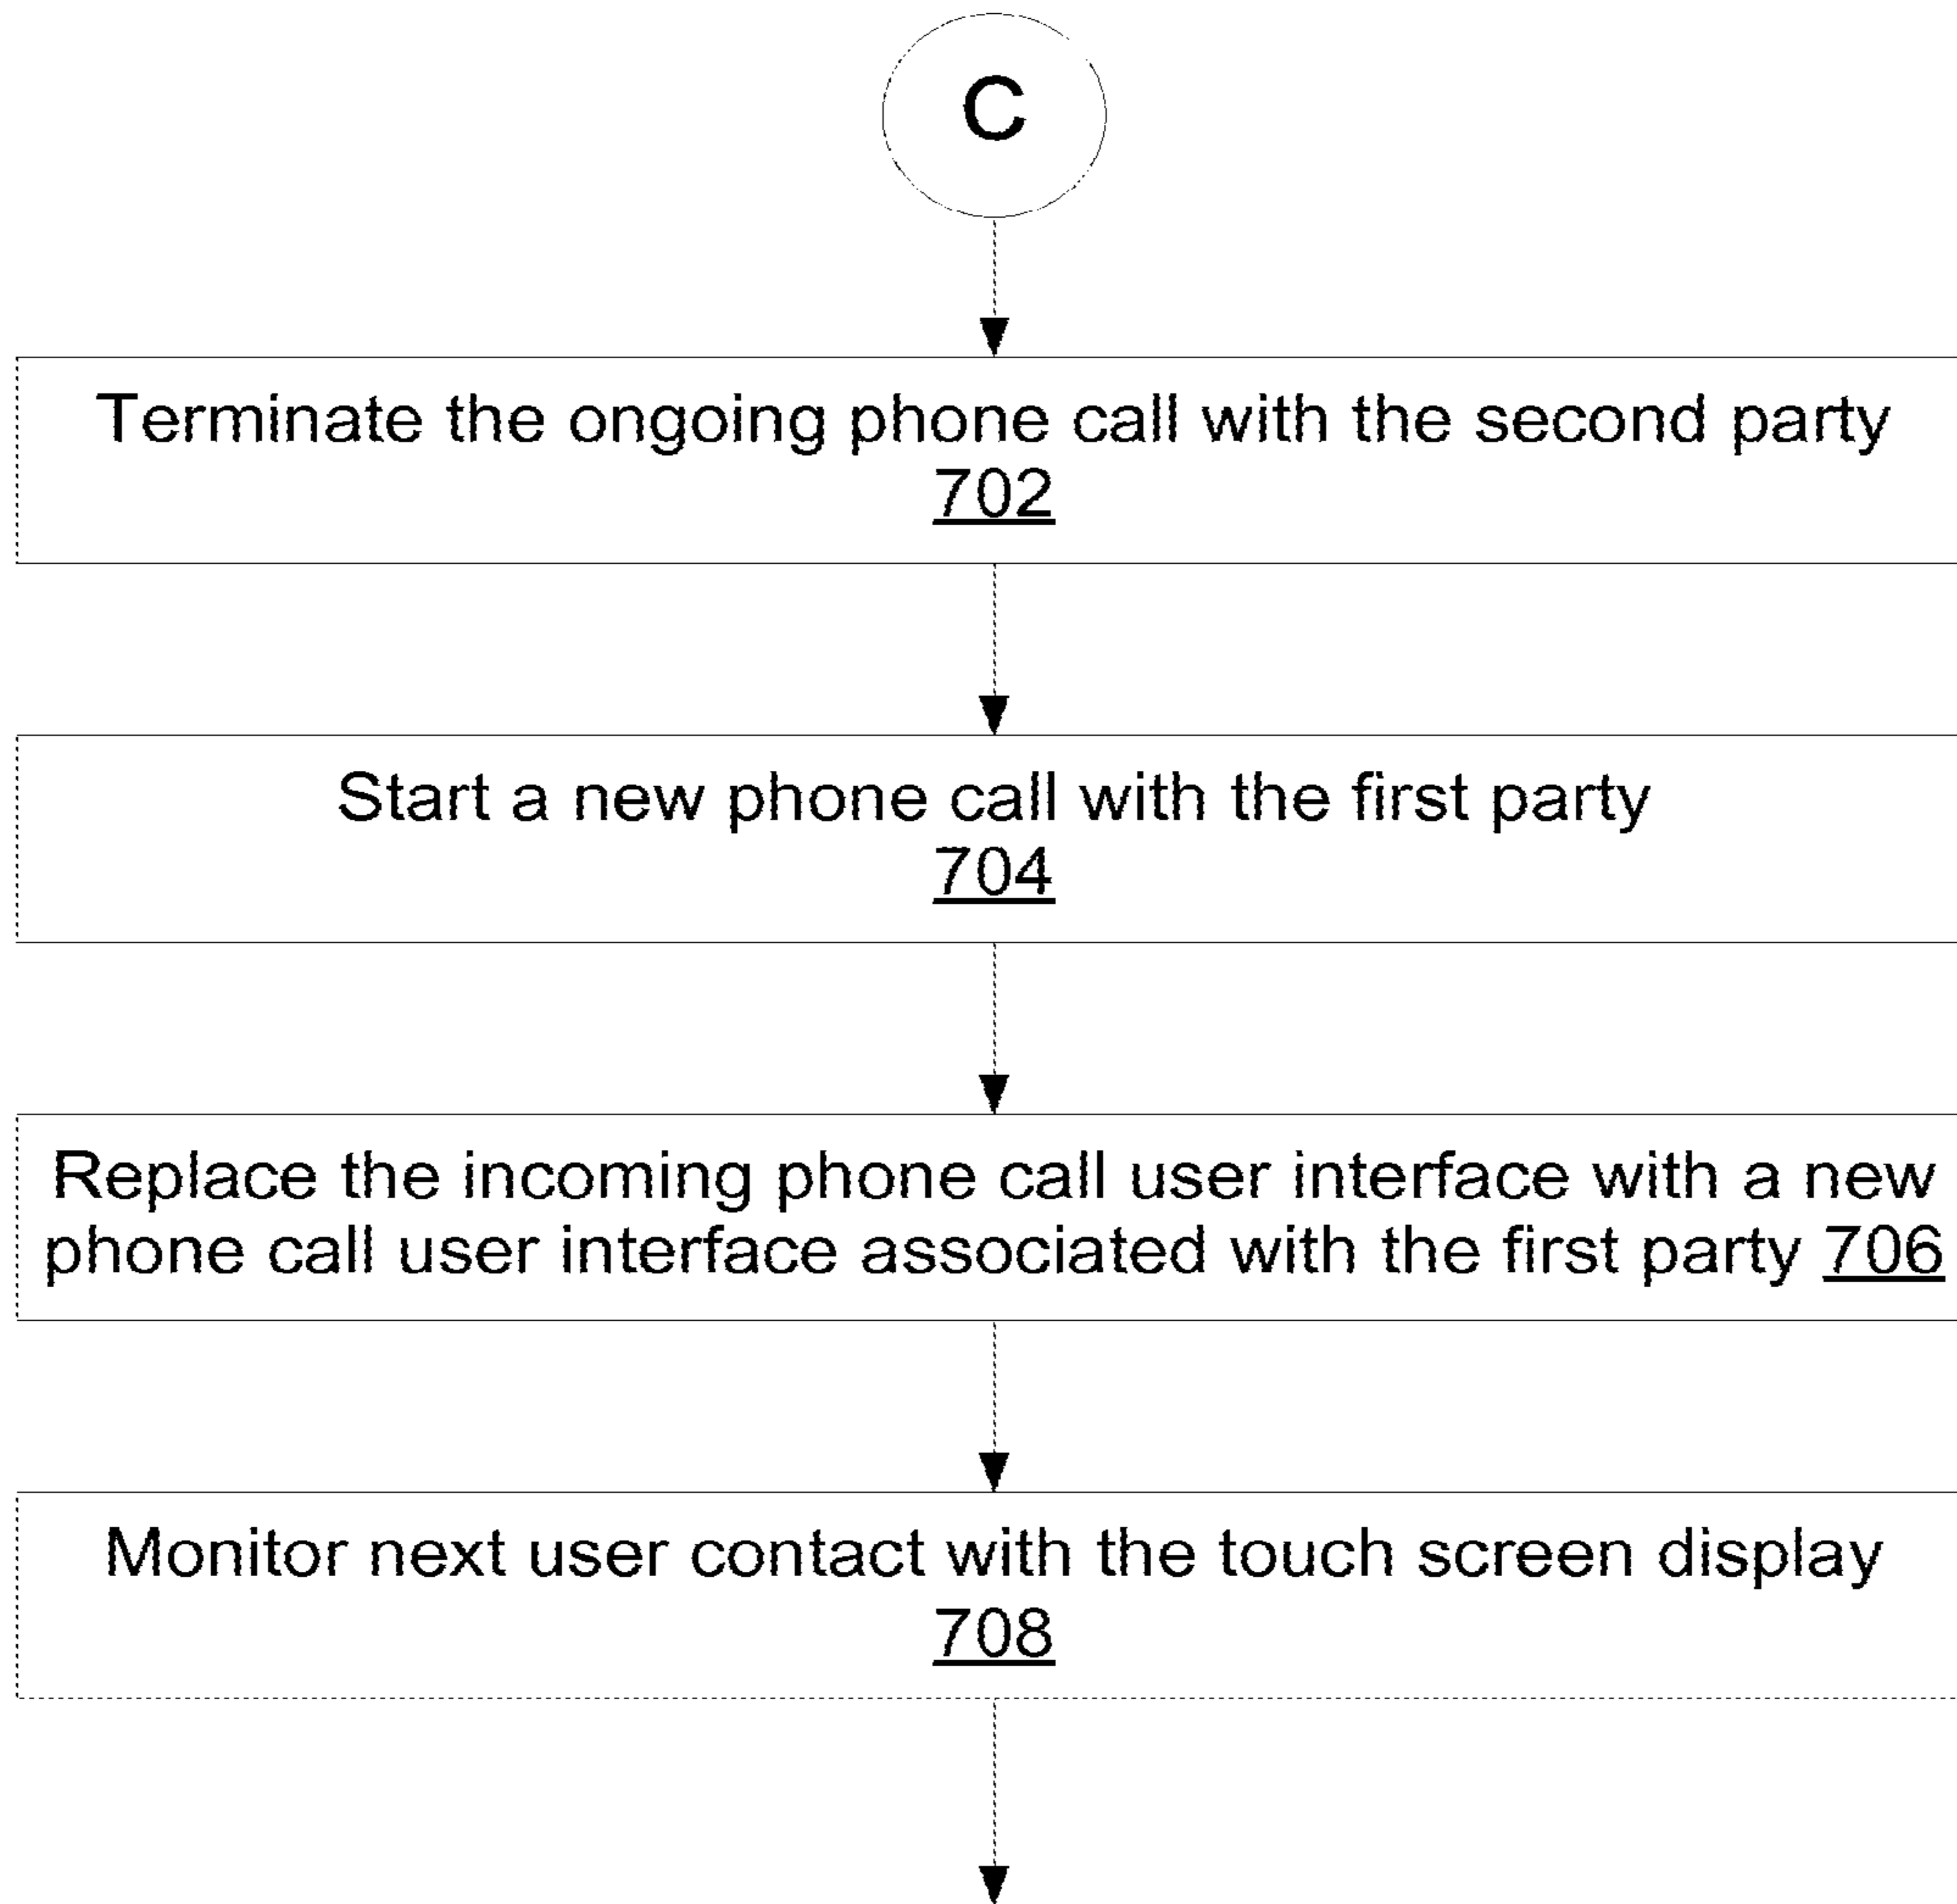 C
Terminate the ongoing phone call with the second party
702
Start a new phone call with the first party
704
Replace the incoming phone call user interface with a new
phone call user interface associated with the first party 706
Monitor next user contact with the touch screen display
708